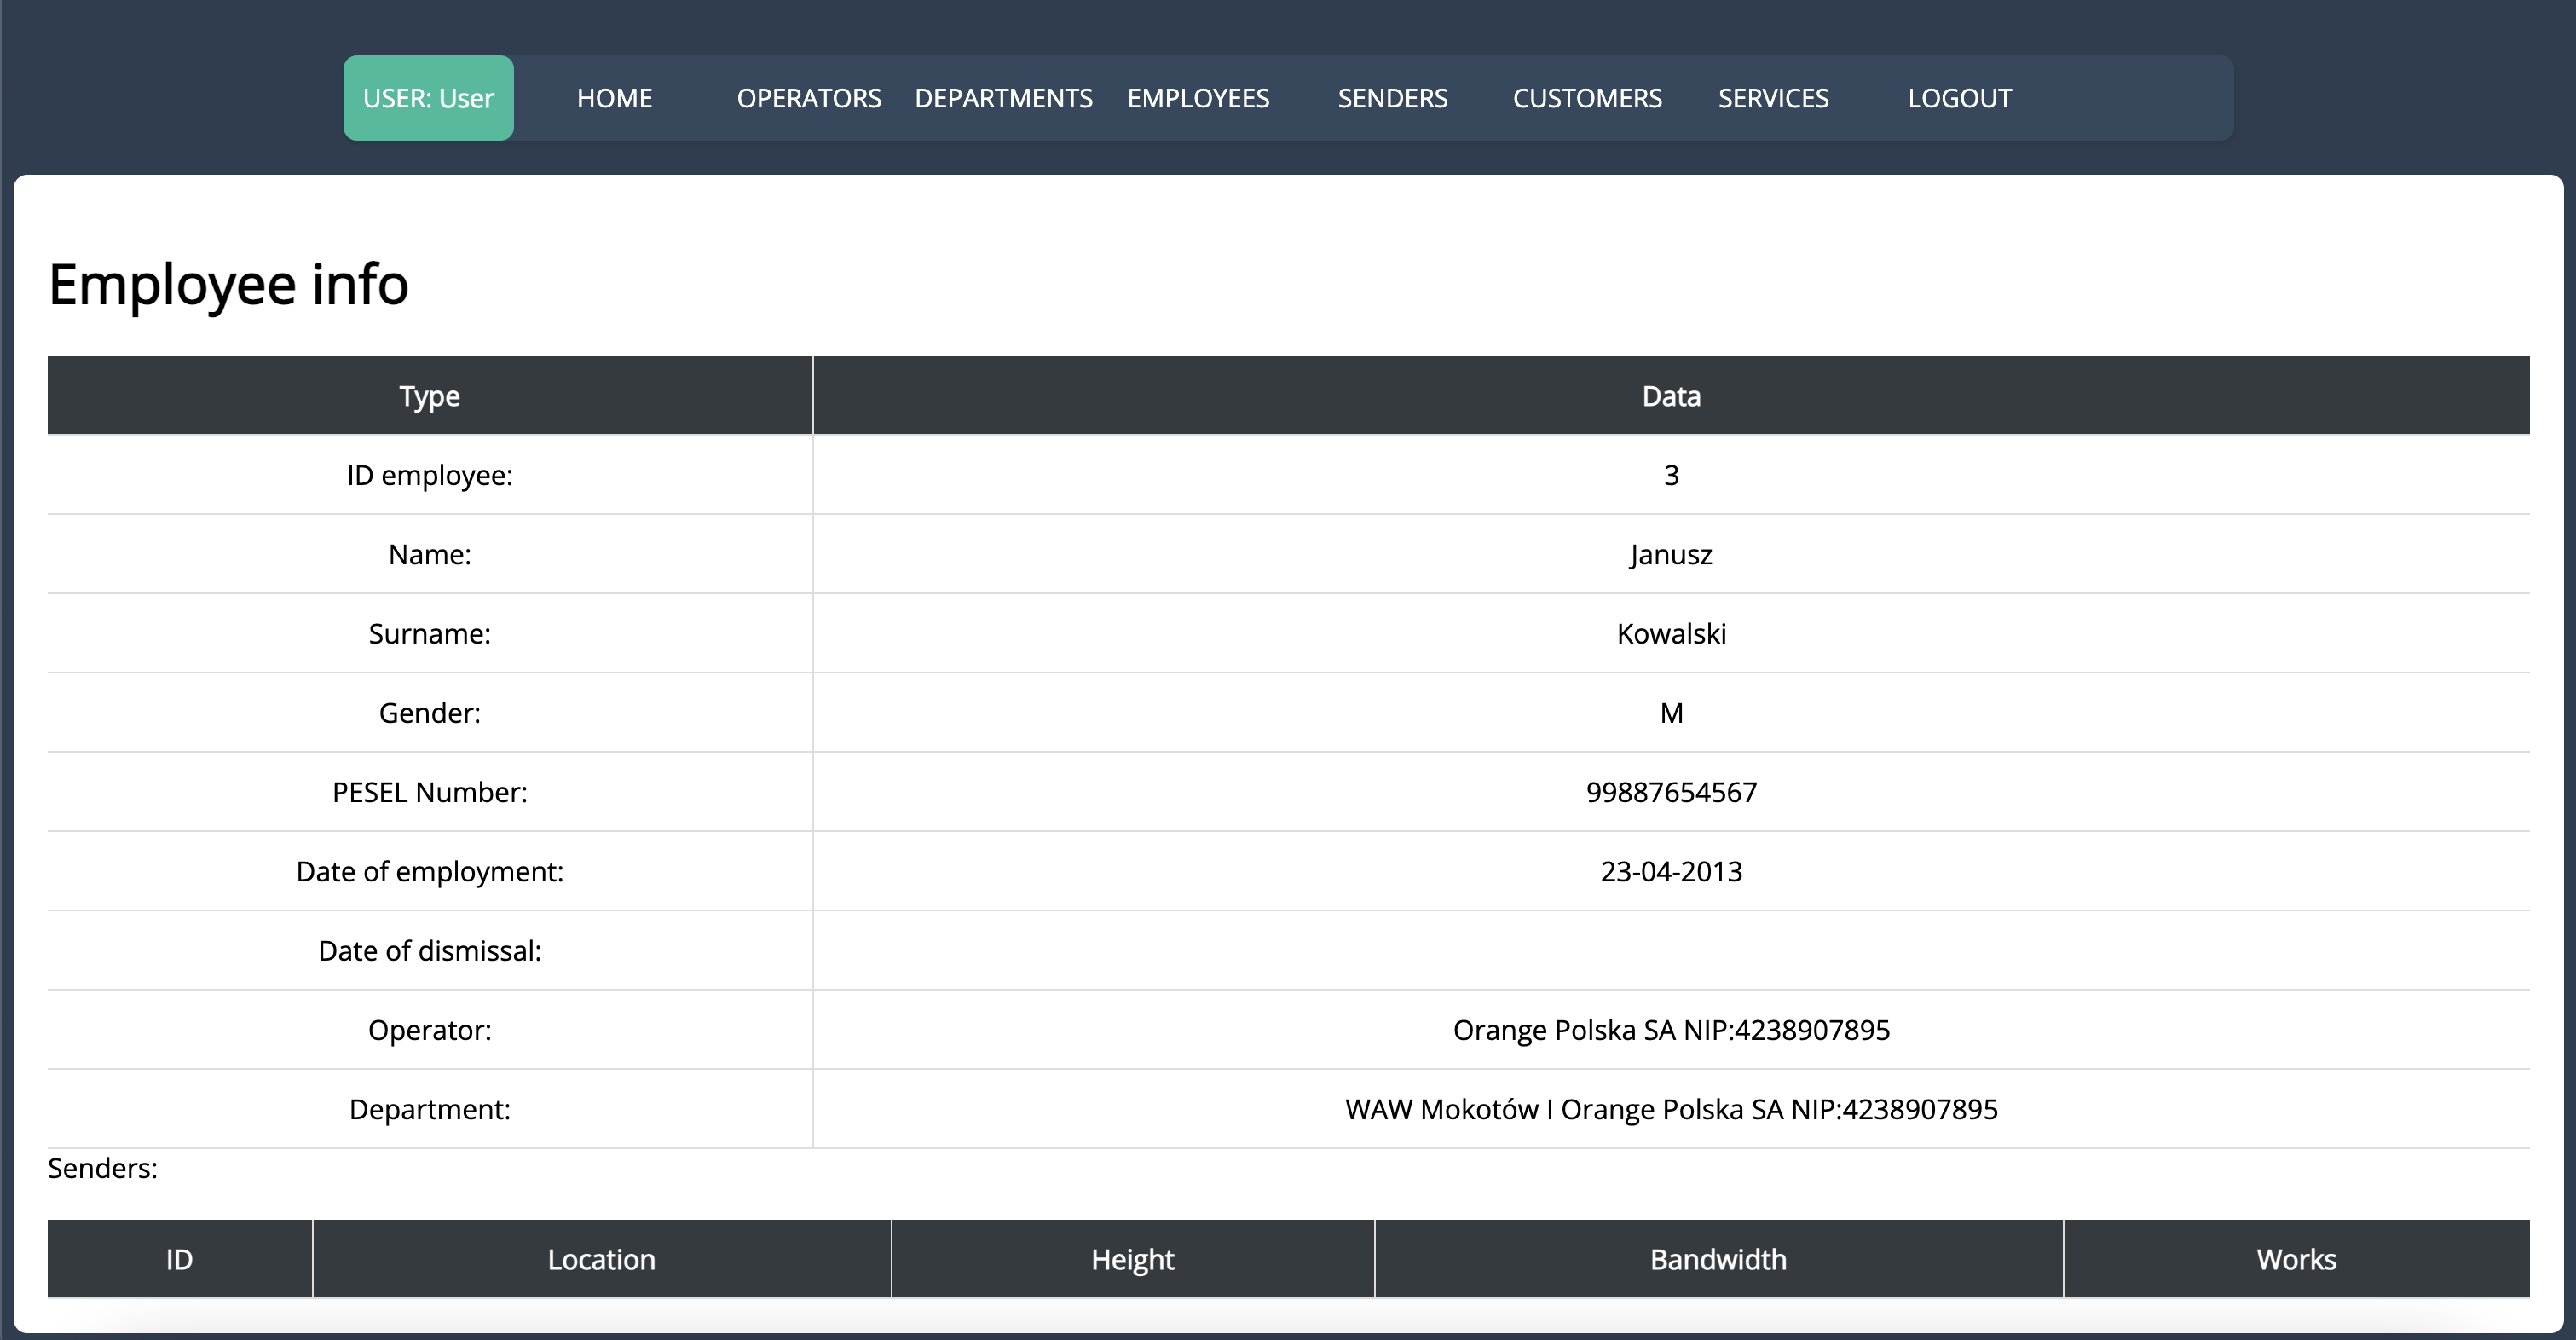 USER: User HOME OPERATORS DEPARTMENTS EMPLOYEES SENDERS CUSTOMERS SERVICES LOGOUT
Employee info
Type Data
ID employee: 3
Name: Janusz
Surname: Kowalski
Gender: M
PESEL Number: 99887654567
Date of employment: 23-04-2013
Date of dismissal:
Operator: Orange Polska SA NIP:4238907895
Department: WAW Mokotów I Orange Polska SA NIP:4238907895
Senders:
ID Location Height Bandwidth Works